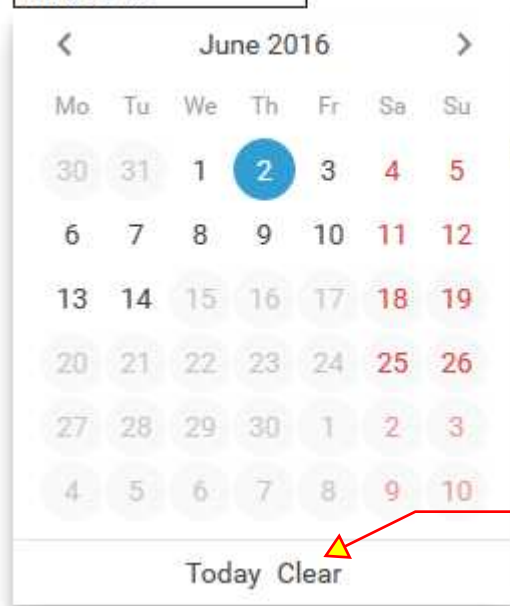 June 2016
Mo Tu We Th Fr Sa Su
30 31 1 2 3 4 5
6 7 8 9 10 11 12
13 14 15 16 17 18 19
20 21 22 23 24 25 26
27 28 29 30 1 2 3
4 5 6 7 8 9 10
Today Clear